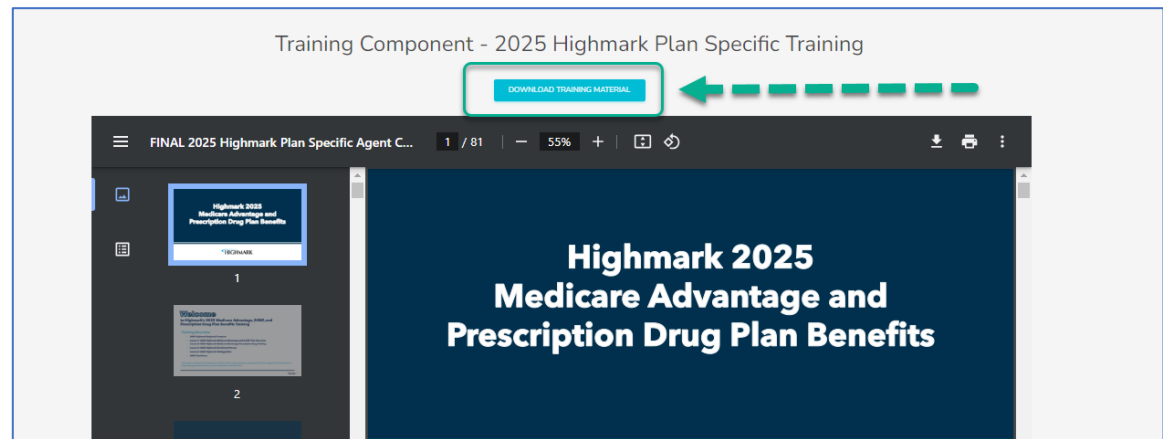 Training Component - 2025 Highmark Plan Specific Training
DOWNLOAD TRAINING MATERIAL
FINAL 2025 Highmark Plan Specific Agent C...
1 / 81
55%
Highmark 2025
Medicare Advantage and
Prescription Drug Plan Benefits
HIGHMARK
1
Welcome
2
Highmark 2025
Medicare Advantage and
Prescription Drug Plan Benefits